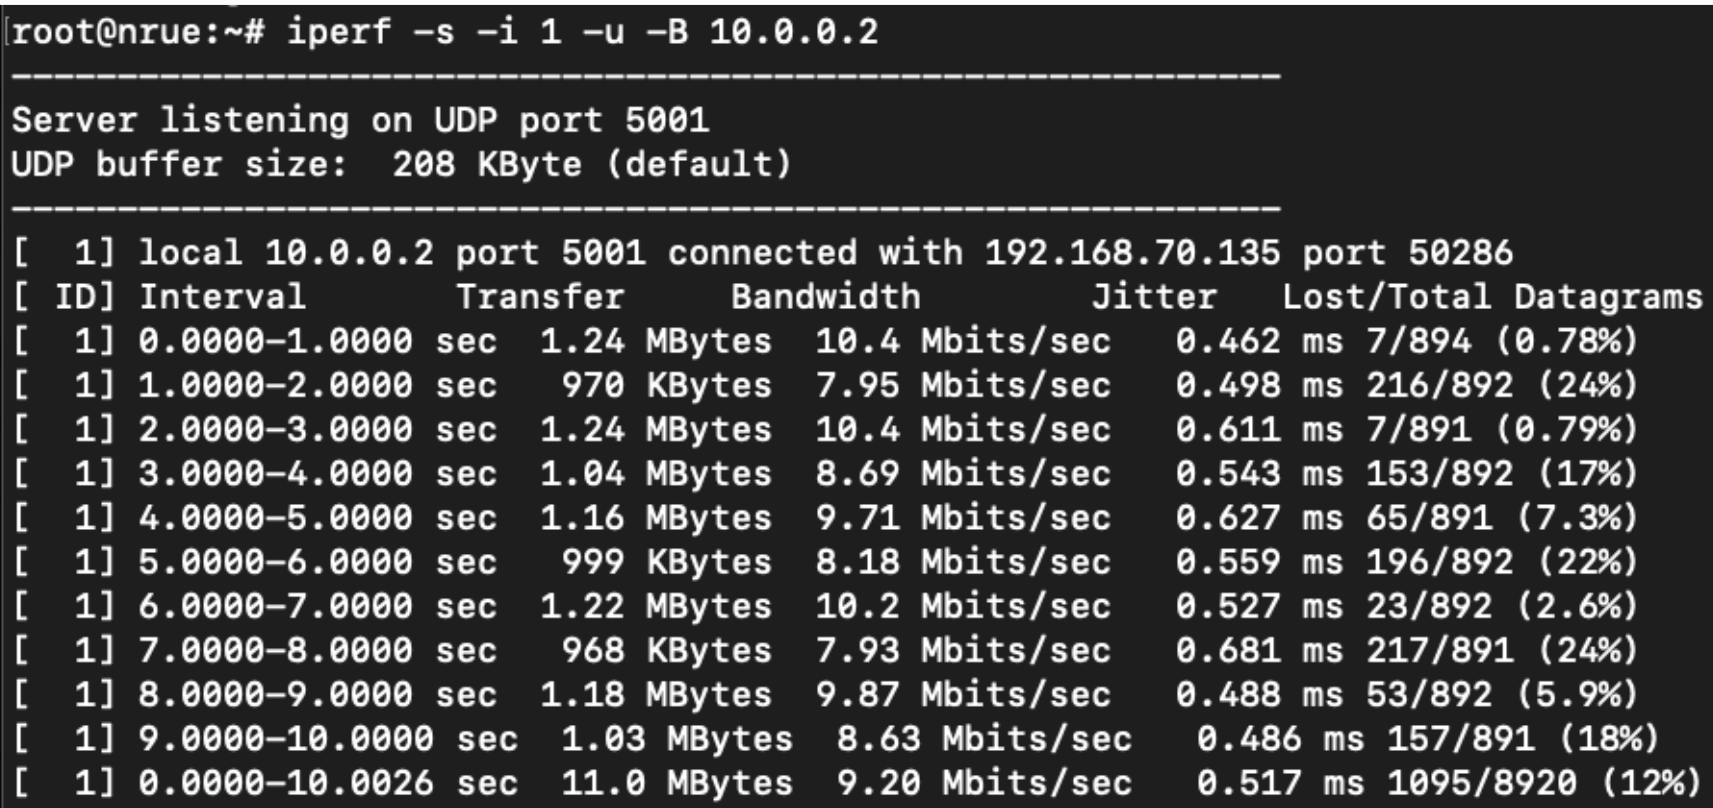 [root@nrue:~# iperf -s -i 1 -u -B 10.0.0.2
------------------------------------------------------------
Server listening on UDP port 5001
UDP buffer size:  208 KByte (default)
------------------------------------------------------------
[  1] local 10.0.0.2 port 5001 connected with 192.168.70.135 port 50286
[ ID] Interval       Transfer     Bandwidth        Jitter   Lost/Total Datagrams
[  1] 0.0000-1.0000 sec  1.24 MBytes  10.4 Mbits/sec   0.462 ms 7/894 (0.78%)
[  1] 1.0000-2.0000 sec   970 KBytes  7.95 Mbits/sec   0.498 ms 216/892 (24%)
[  1] 2.0000-3.0000 sec  1.24 MBytes  10.4 Mbits/sec   0.611 ms 7/891 (0.79%)
[  1] 3.0000-4.0000 sec  1.04 MBytes  8.69 Mbits/sec   0.543 ms 153/892 (17%)
[  1] 4.0000-5.0000 sec  1.16 MBytes  9.71 Mbits/sec   0.627 ms 65/891 (7.3%)
[  1] 5.0000-6.0000 sec   999 KBytes  8.18 Mbits/sec   0.559 ms 196/892 (22%)
[  1] 6.0000-7.0000 sec  1.22 MBytes  10.2 Mbits/sec   0.527 ms 23/892 (2.6%)
[  1] 7.0000-8.0000 sec   968 KBytes  7.93 Mbits/sec   0.681 ms 217/891 (24%)
[  1] 8.0000-9.0000 sec  1.18 MBytes  9.87 Mbits/sec   0.488 ms 53/892 (5.9%)
[  1] 9.0000-10.0000 sec  1.03 MBytes  8.63 Mbits/sec   0.486 ms 157/891 (18%)
[  1] 0.0000-10.0026 sec  11.0 MBytes  9.20 Mbits/sec   0.517 ms 1095/8920 (12%)